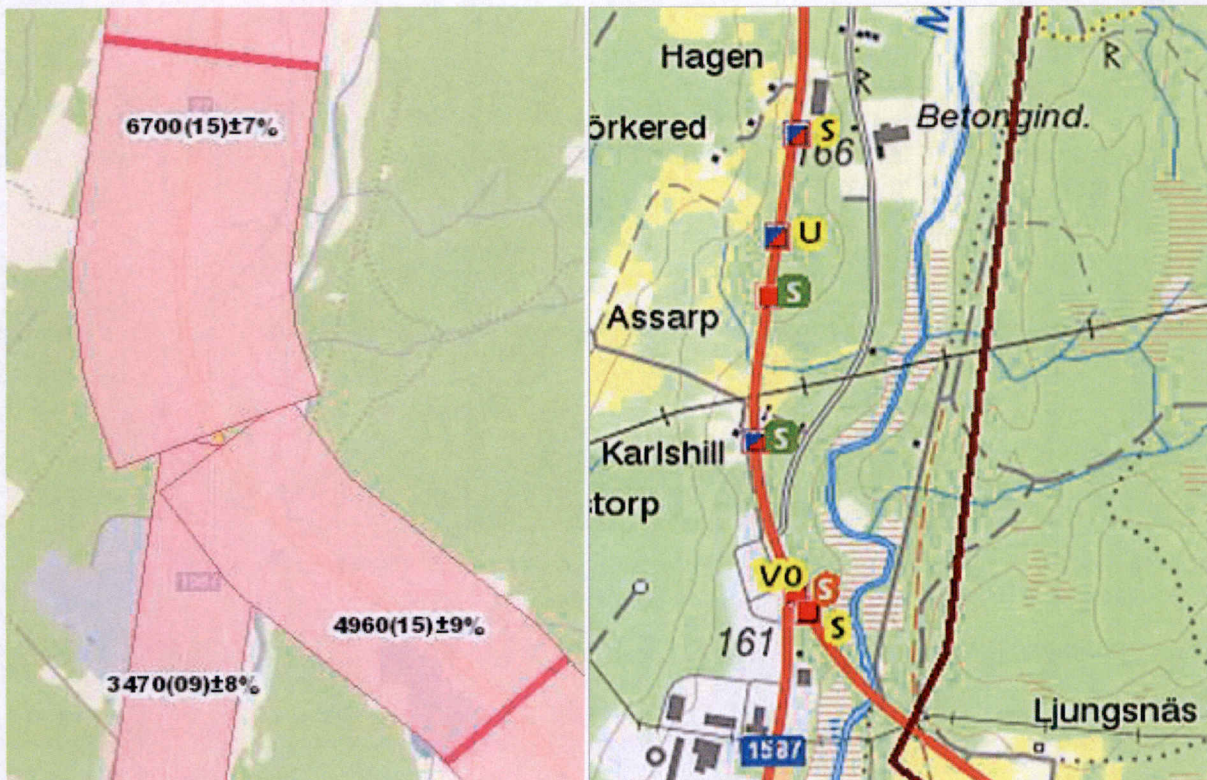 6700(15)±7%
4960(15)±9%
3470(09)±8%
Hagen
örkered
S
166
R
Betongind.
R
M
U
S
Assarp
S
Karlshill
torp
V0
S
S
161
1587
Ljungsnäs